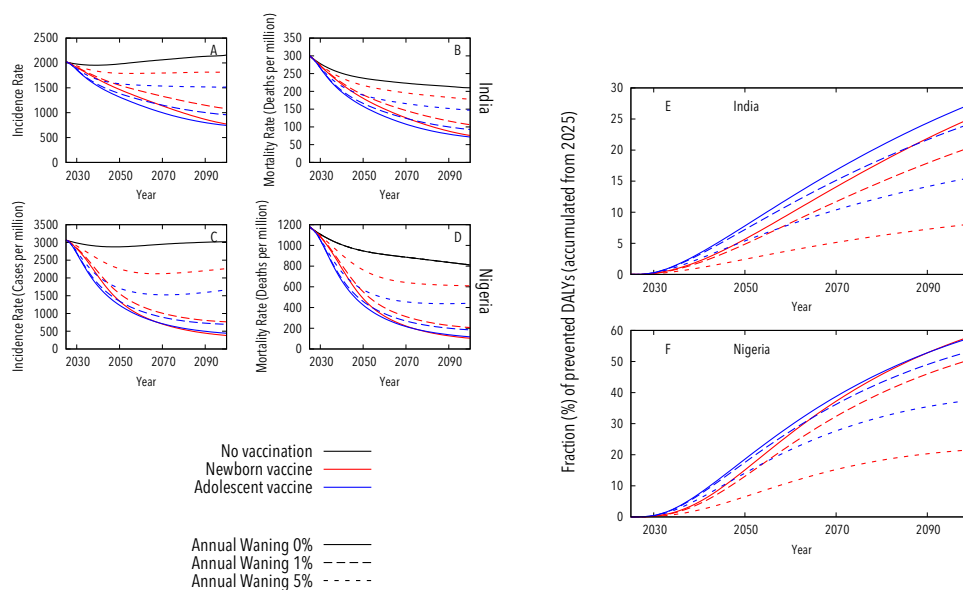 A
Incidence Rate
2500
2000
1500
1000
500
0
2030 2050 2070 2090
Year
B
Mortality Rate (Deaths per million)
350
300
250
200
150
100
50
0
2030 2050 2070 2090
Year
India
C
Incidence Rate (Cases per million)
3500
3000
2500
2000
1500
1000
500
0
2030 2050 2070 2090
Year
D
Mortality Rate (Deaths per million)
1200
1000
800
600
400
200
0
2030 2050 2070 2090
Year
Nigeria
No vaccination
Newborn vaccine
Adolescent vaccine
Annual Waning 0%
Annual Waning 1%
Annual Waning 5%
Fraction (%) of prevented DALYs (accumulated from 2025)
E India
30
25
20
15
10
5
0
2030 2050 2070 2090
Year
F Nigeria
60
50
40
30
20
10
0
2030 2050 2070 2090
Year